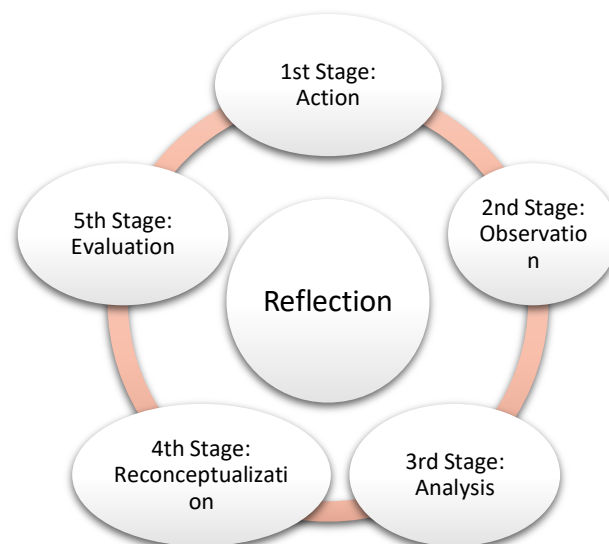 1st Stage:
Action
2nd Stage:
Observatio
n
3rd Stage:
Analysis
4th Stage:
Reconceptualizati
on
5th Stage:
Evaluation
Reflection